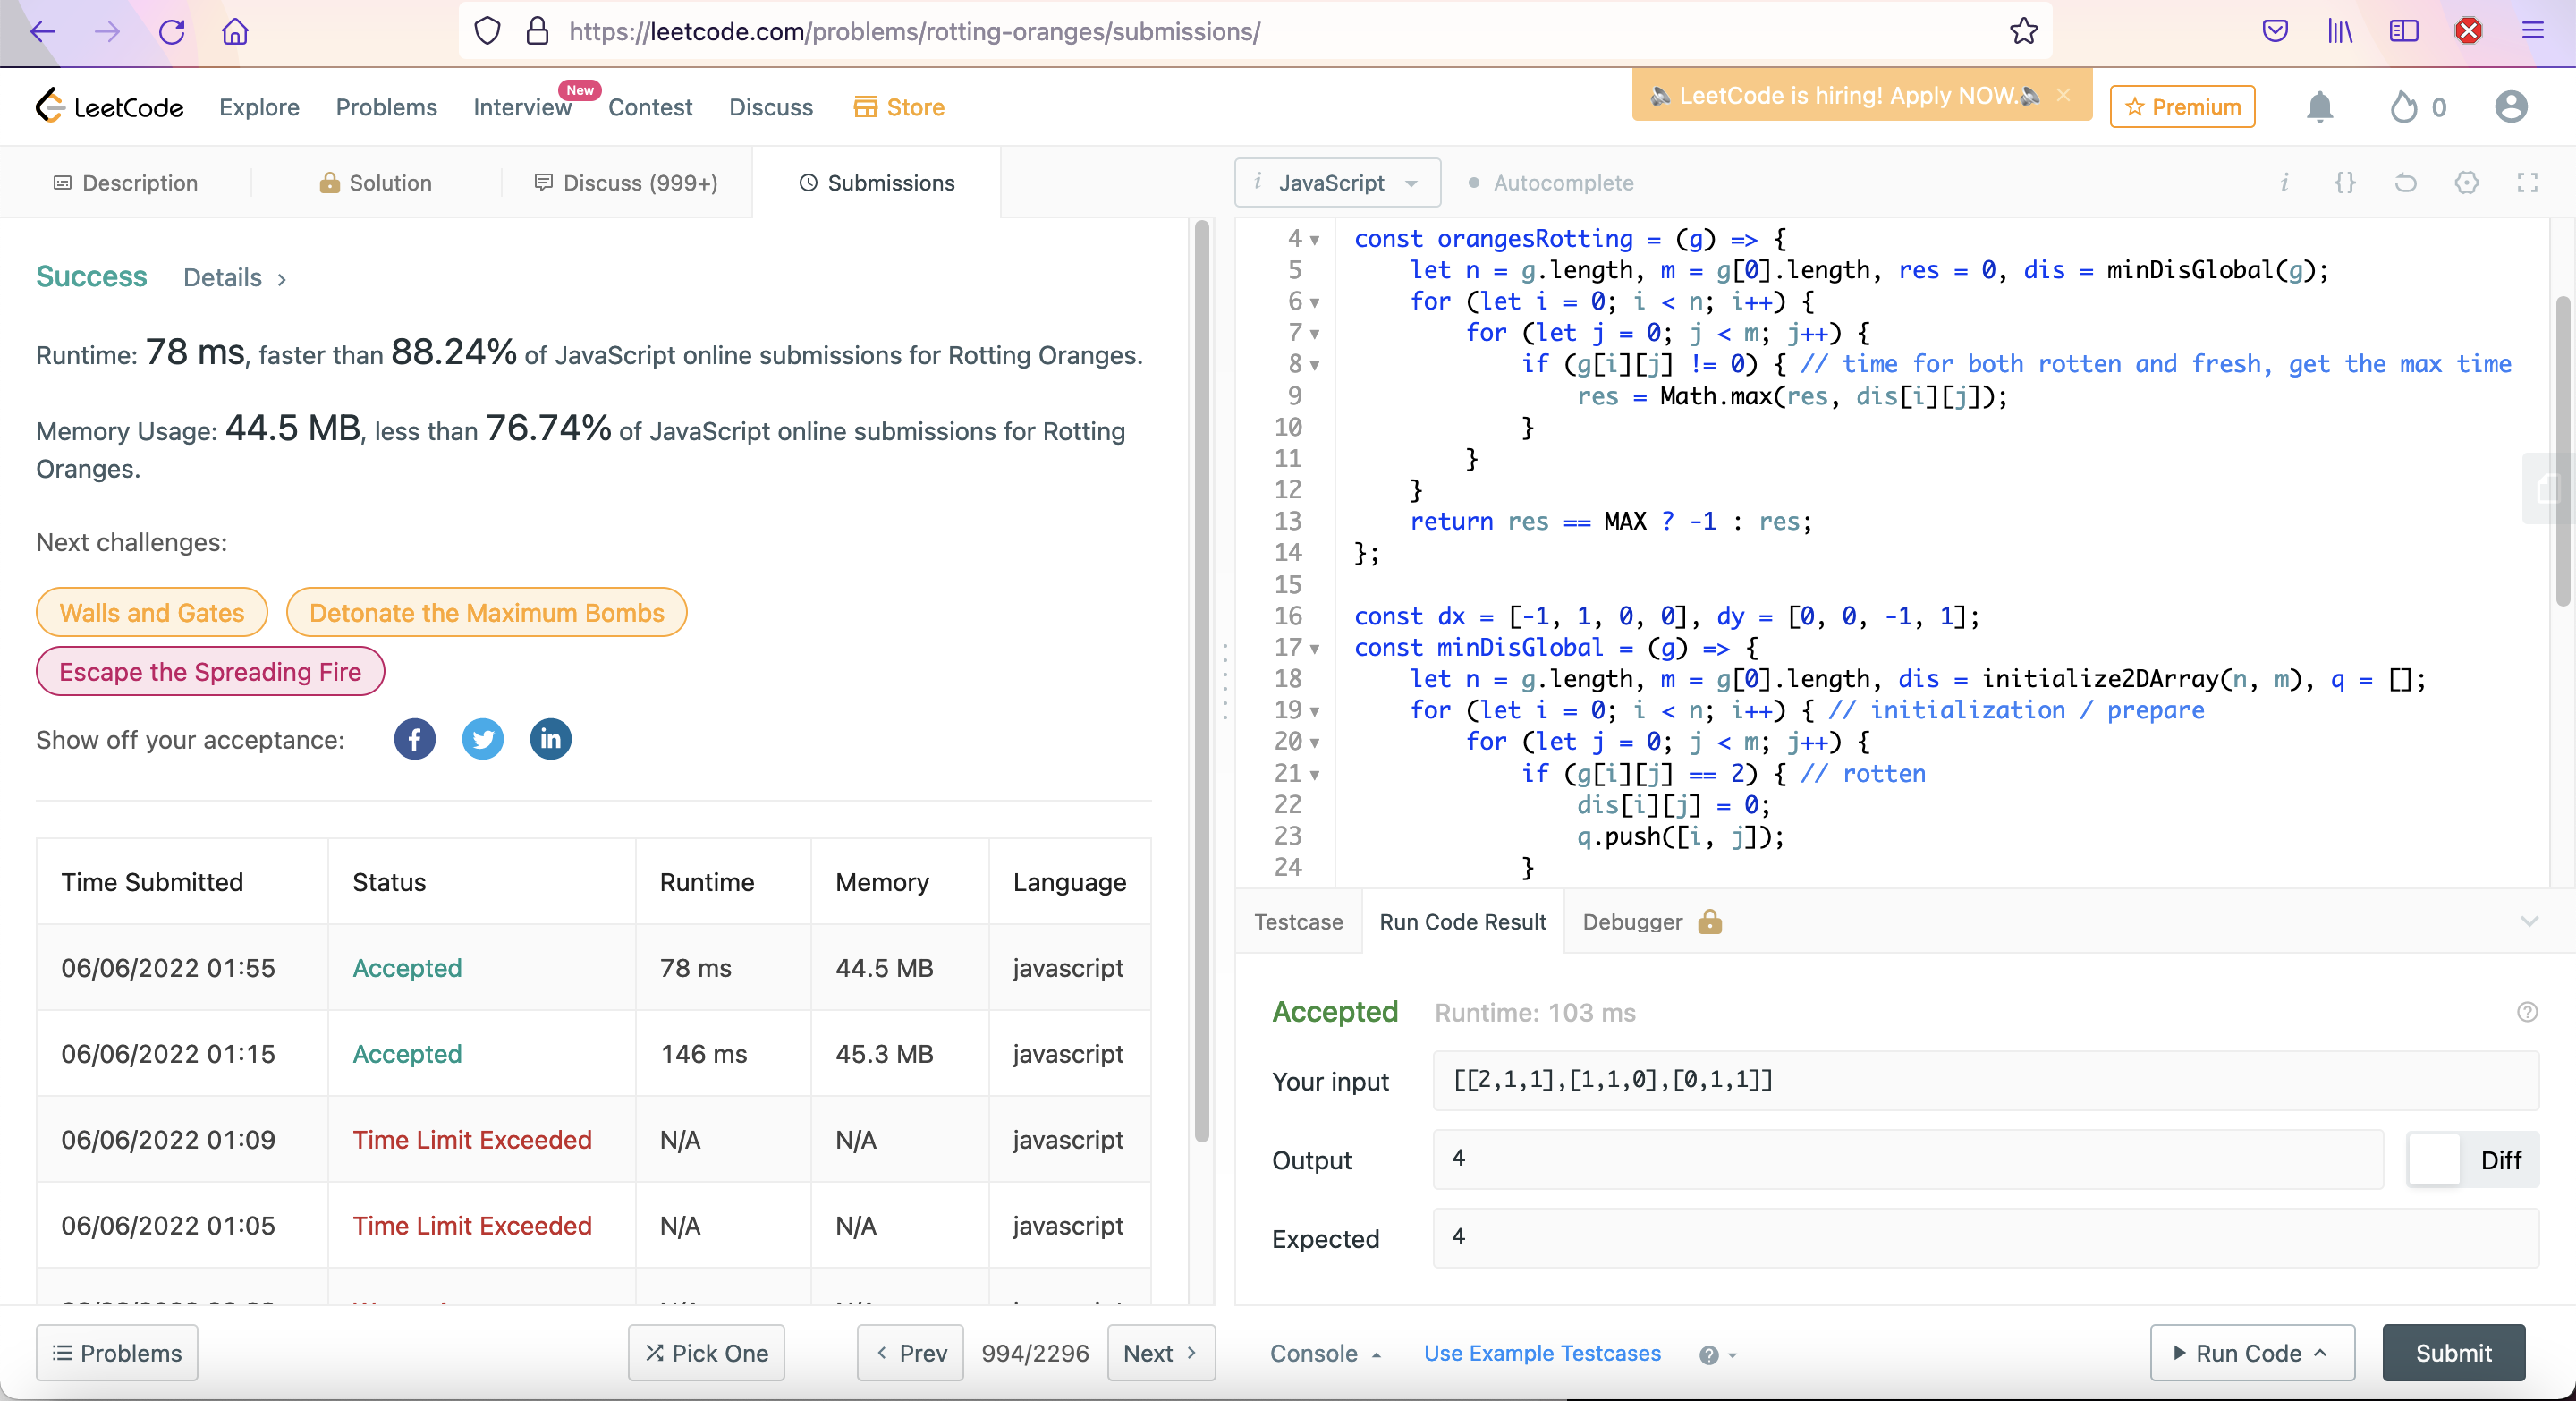 https://leetcode.com/problems/rotting-oranges/submissions/
LeetCode
Explore
Problems
Interview
New
Contest
Discuss
Store
LeetCode is hiring! Apply NOW.
Premium
0
Description
Solution
Discuss (999+)
Submissions
i JavaScript
Autocomplete
i
{}
Success
Details >
Runtime: 78 ms, faster than 88.24% of JavaScript online submissions for Rotting Oranges.
Memory Usage: 44.5 MB, less than 76.74% of JavaScript online submissions for Rotting
Oranges.
Next challenges:
Walls and Gates
Detonate the Maximum Bombs
Escape the Spreading Fire
Show off your acceptance:
Time Submitted Status Runtime Memory Language
06/06/2022 01:55 Accepted 78 ms 44.5 MB javascript
06/06/2022 01:15 Accepted 146 ms 45.3 MB javascript
06/06/2022 01:09 Time Limit Exceeded N/A N/A javascript
06/06/2022 01:05 Time Limit Exceeded N/A N/A javascript
Problems
Pick One
< Prev
994/2296
Next >
4 const orangesRotting = (g) => {
5 let n = g.length, m = g[0].length, res = 0, dis = minDisGlobal(g);
6 for (let i = 0; i < n; i++) {
7 for (let j = 0; j < m; j++) {
8 if (g[i][j] != 0) { // time for both rotten and fresh, get the max time
9 res = Math.max(res, dis[i][j]);
10 }
11 }
12 }
13 return res == MAX ? -1 : res;
14 };
15
16 const dx = [-1, 1, 0, 0], dy = [0, 0, -1, 1];
17 const minDisGlobal = (g) => {
18 let n = g.length, m = g[0].length, dis = initialize2DArray(n, m), q = [];
19 for (let i = 0; i < n; i++) { // initialization / prepare
20 for (let j = 0; j < m; j++) {
21 if (g[i][j] == 2) { // rotten
22 dis[i][j] = 0;
23 q.push([i, j]);
24 }
Testcase
Run Code Result
Debugger
Accepted
Runtime: 103 ms
Your input
[[2,1,1],[1,1,0],[0,1,1]]
Output
4
Diff
Expected
4
Console
Use Example Testcases
Run Code
Submit